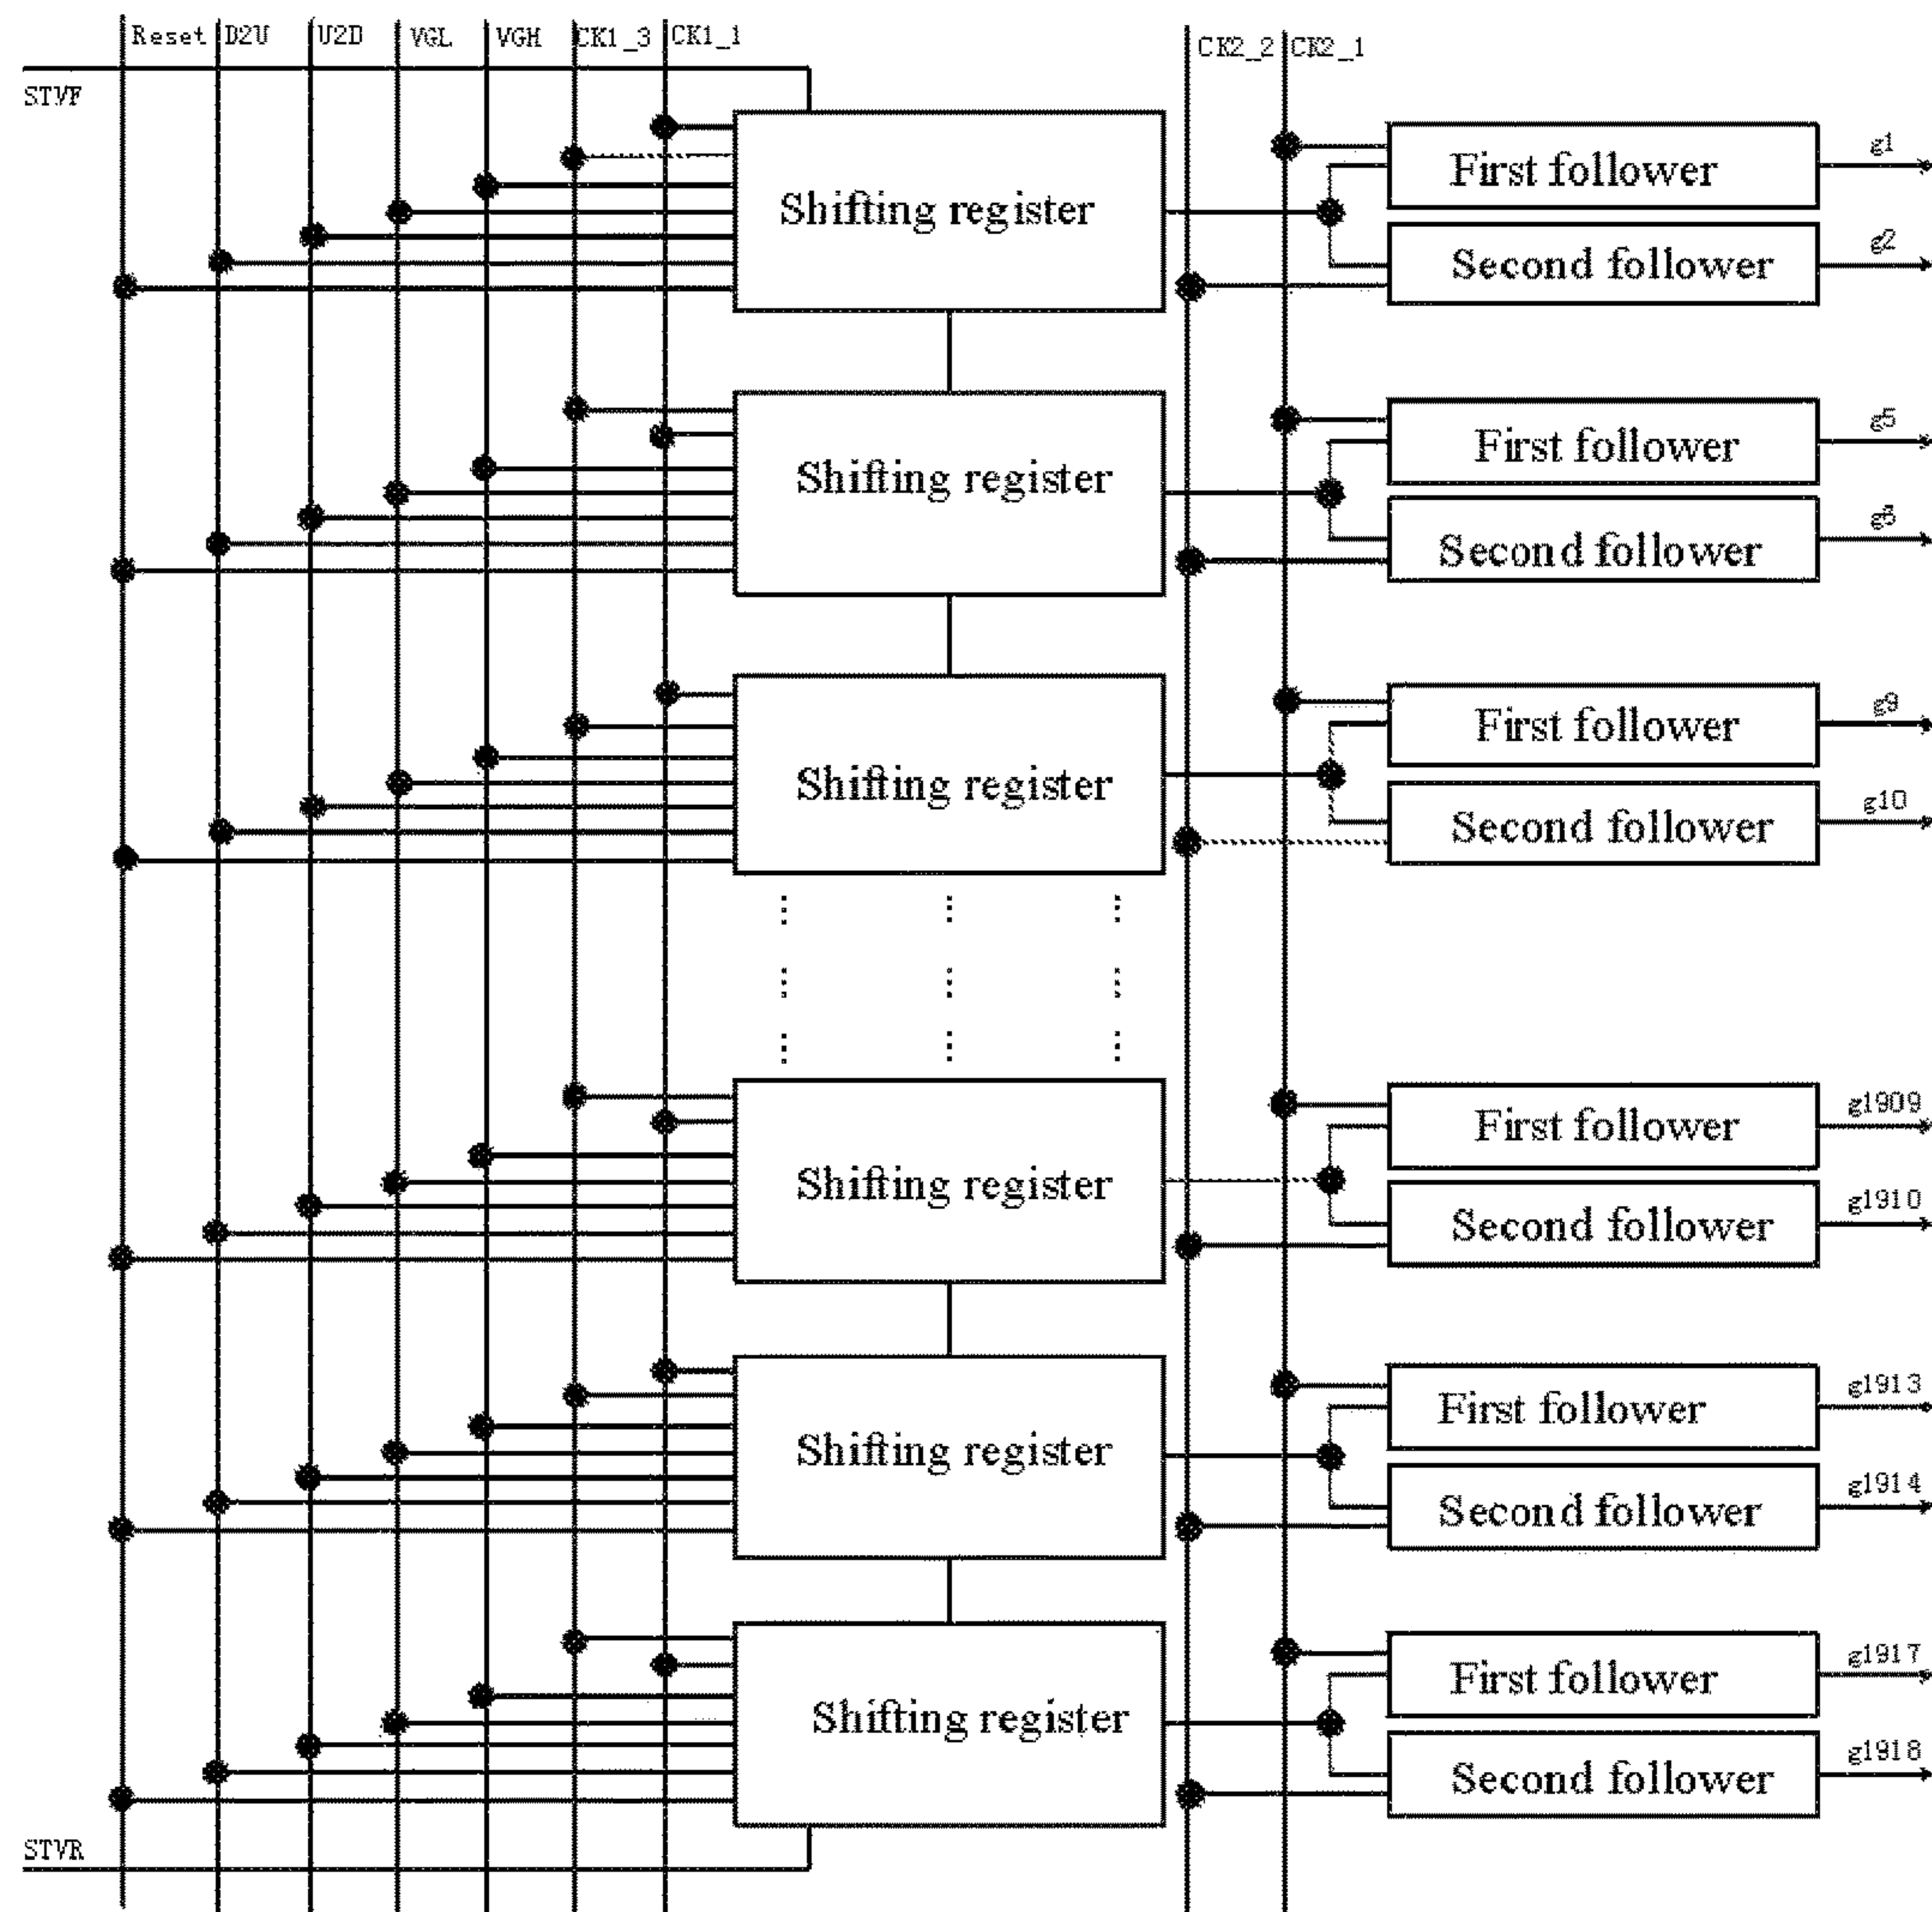 Reset D2U U2D VGL VGH CK1_3 CK1_1 CK2_2 CK2_1
STVF
Shifting register
First follower
g1
Second follower
g2
Shifting register
First follower
g5
Second follower
g6
Shifting register
First follower
g9
Second follower
g10
Shifting register
First follower
g1909
Second follower
g1910
Shifting register
First follower
g1913
Second follower
g1914
Shifting register
First follower
g1917
Second follower
g1918
STVR